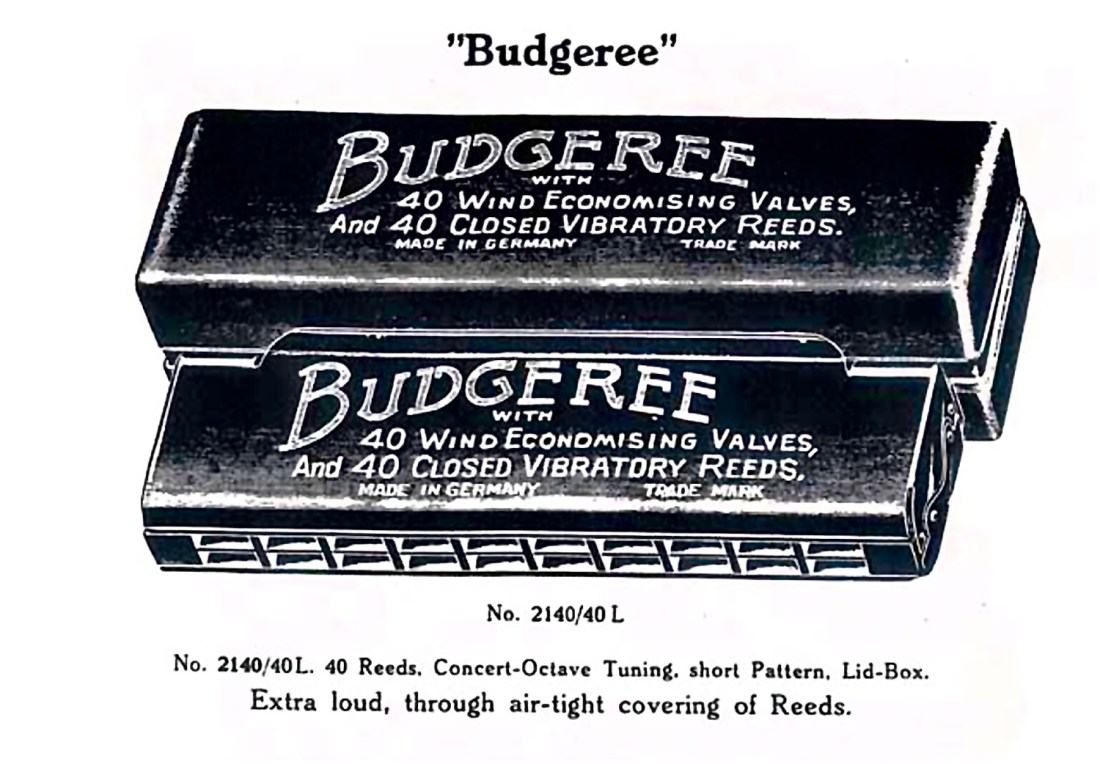 "Budgeree"
BUDGEREE
WITH
40 WIND ECONOMISING VALVES,
And 40 CLOSED VIBRATORY REEDS.
MADE IN GERMANY TRADE MARK
BUDGEREE
WITH
40 WIND ECONOMISING VALVES,
And 40 CLOSED VIBRATORY REEDS.
MADE IN GERMANY TRADE MARK
No. 2140/40 L
No. 2140/40L. 40 Reeds, Concert-Octave Tuning. short Pattern, Lid-Box.
Extra loud, through air-tight covering of Reeds.